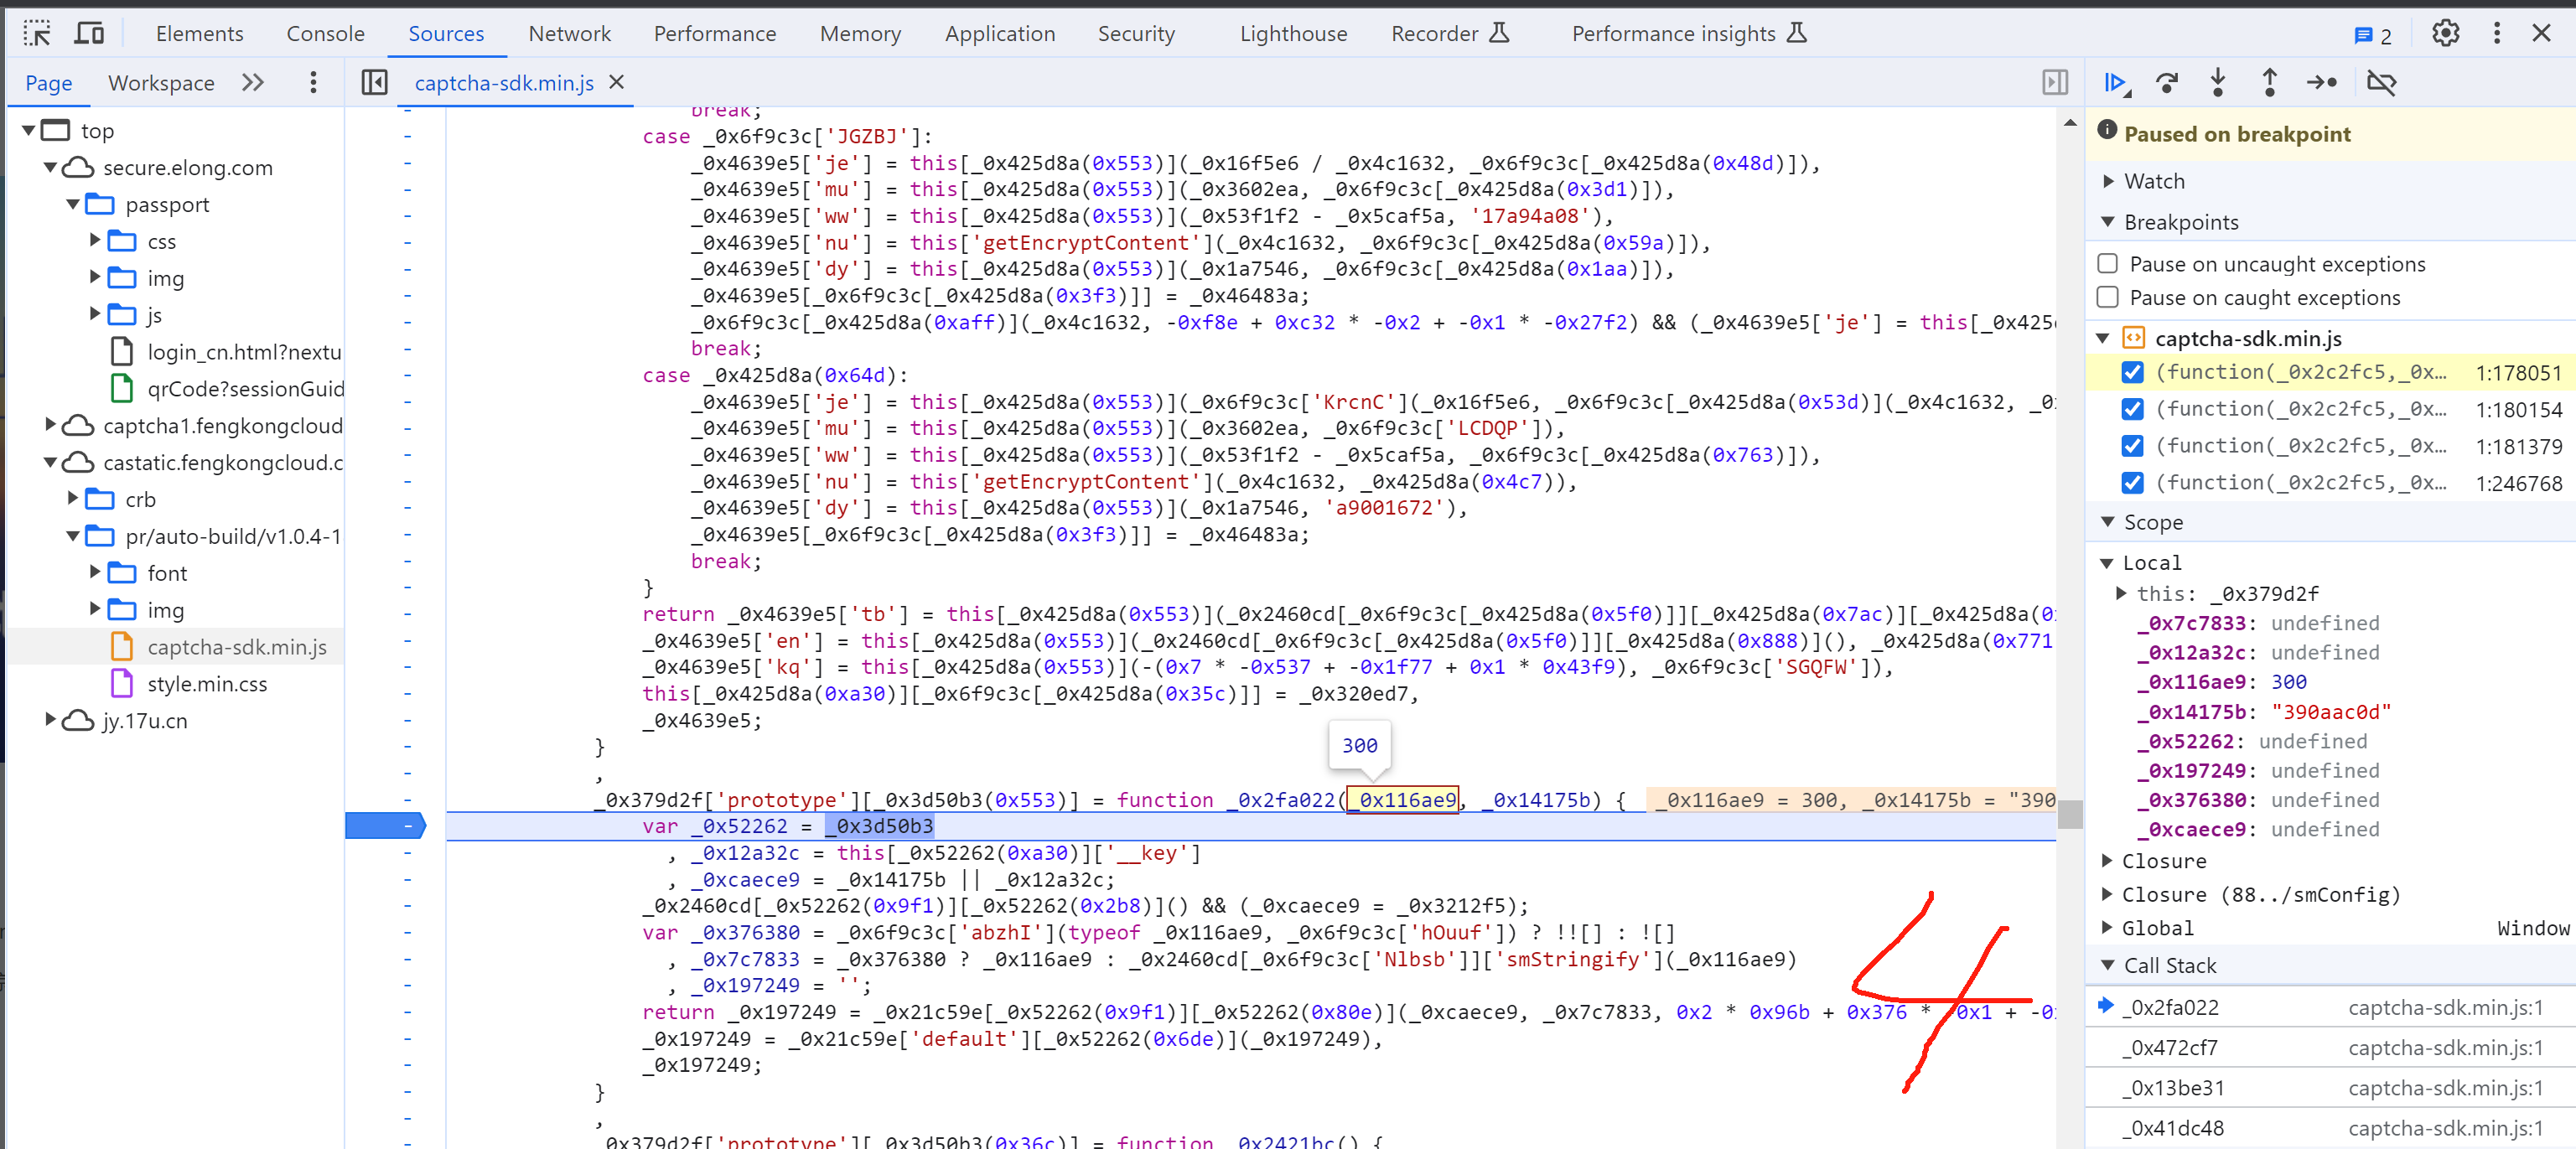 Elements Console Sources Network Performance Memory Application Security Lighthouse Recorder Performance insights 2
Page Workspace captcha-sdk.min.js
top
secure.elong.com
passport
css
img
js
login_cn.html?nextu
qrCode?sessionGuid
captcha1.fengkongcloud
castatic.fengkongcloud.c
crb
pr/auto-build/v1.0.4-1
font
img
captcha-sdk.min.js
style.min.css
jy.17u.cn
break;
case _0x6f9c3c['JGZBJ']:
_0x4639e5['je'] = this[_0x425d8a(0x553)](_0x16f5e6 / _0x4c1632, _0x6f9c3c[_0x425d8a(0x48d)]),
_0x4639e5['mu'] = this[_0x425d8a(0x553)](_0x3602ea, _0x6f9c3c[_0x425d8a(0x3d1)]),
_0x4639e5['ww'] = this[_0x425d8a(0x553)](_0x53f1f2 - _0x5caf5a, '17a94a08'),
_0x4639e5['nu'] = this['getEncryptContent'](_0x4c1632, _0x6f9c3c[_0x425d8a(0x59a)]),
_0x4639e5['dy'] = this[_0x425d8a(0x553)](_0x1a7546, _0x6f9c3c[_0x425d8a(0x1aa)]),
_0x4639e5[_0x6f9c3c[_0x425d8a(0x3f3)]] = _0x46483a;
_0x6f9c3c[_0x425d8a(0xaff)](_0x4c1632, -0xf8e + 0xc32 * -0x2 + -0x1 * -0x27f2) && (_0x4639e5['je'] = this[_0x425
break;
case _0x425d8a(0x64d):
_0x4639e5['je'] = this[_0x425d8a(0x553)](_0x6f9c3c['KrcnC'](_0x16f5e6, _0x6f9c3c[_0x425d8a(0x53d)](_0x4c1632, _0
_0x4639e5['mu'] = this[_0x425d8a(0x553)](_0x3602ea, _0x6f9c3c['LCDQP']),
_0x4639e5['ww'] = this[_0x425d8a(0x553)](_0x53f1f2 - _0x5caf5a, _0x6f9c3c[_0x425d8a(0x763)]),
_0x4639e5['nu'] = this['getEncryptContent'](_0x4c1632, _0x425d8a(0x4c7)),
_0x4639e5['dy'] = this[_0x425d8a(0x553)](_0x1a7546, 'a9001672'),
_0x4639e5[_0x6f9c3c[_0x425d8a(0x3f3)]] = _0x46483a;
break;
}
return _0x4639e5['tb'] = this[_0x425d8a(0x553)](_0x2460cd[_0x6f9c3c[_0x425d8a(0x5f0)]][_0x425d8a(0x7ac)][_0x425d8a(0
_0x4639e5['en'] = this[_0x425d8a(0x553)](_0x2460cd[_0x6f9c3c[_0x425d8a(0x5f0)]][_0x425d8a(0x888)](), _0x425d8a(0x771
_0x4639e5['kq'] = this[_0x425d8a(0x553)](-(0x7 * -0x537 + -0x1f77 + 0x1 * 0x43f9), _0x6f9c3c['SGQFW']),
this[_0x425d8a(0xa30)][_0x6f9c3c[_0x425d8a(0x35c)]] = _0x320ed7,
_0x4639e5;
}
300
,
_0x379d2f['prototype'][_0x3d50b3(0x553)] = function _0x2fa022(_0x116ae9, _0x14175b) { _0x116ae9 = 300, _0x14175b = "390
var _0x52262 = _0x3d50b3
, _0x12a32c = this[_0x52262(0xa30)]['__key']
, _0xcaece9 = _0x14175b || _0x12a32c;
_0x2460cd[_0x52262(0x9f1)][_0x52262(0x2b8)]() && (_0xcaece9 = _0x3212f5);
var _0x376380 = _0x6f9c3c['abzhI'](typeof _0x116ae9, _0x6f9c3c['hOuuf']) ? !![] : ![]
, _0x7c7833 = _0x376380 ? _0x116ae9 : _0x2460cd[_0x6f9c3c['Nlbsb']]['smStringify'](_0x116ae9)
, _0x197249 = '';
return _0x197249 = _0x21c59e[_0x52262(0x9f1)][_0x52262(0x80e)](_0xcaece9, _0x7c7833, 0x2 * 0x96b + 0x376 * 0x1 + -0
_0x197249 = _0x21c59e['default'][_0x52262(0x6de)](_0x197249),
_0x197249;
}
,
_0x379d2f['prototype'][_0x3d50b3(0x36c)] = function _0x2421bc() {
4
Paused on breakpoint
Watch
Breakpoints
Pause on uncaught exceptions
Pause on caught exceptions
captcha-sdk.min.js
(function(_0x2c2fc5,_0x… 1:178051
(function(_0x2c2fc5,_0x… 1:180154
(function(_0x2c2fc5,_0x… 1:181379
(function(_0x2c2fc5,_0x… 1:246768
Scope
Local
this: _0x379d2f
_0x7c7833: undefined
_0x12a32c: undefined
_0x116ae9: 300
_0x14175b: "390aac0d"
_0x52262: undefined
_0x197249: undefined
_0x376380: undefined
_0xcaece9: undefined
Closure
Closure (88../smConfig)
Global Window
Call Stack
_0x2fa022 captcha-sdk.min.js:1
_0x472cf7 captcha-sdk.min.js:1
_0x13be31 captcha-sdk.min.js:1
_0x41dc48 captcha-sdk.min.js:1